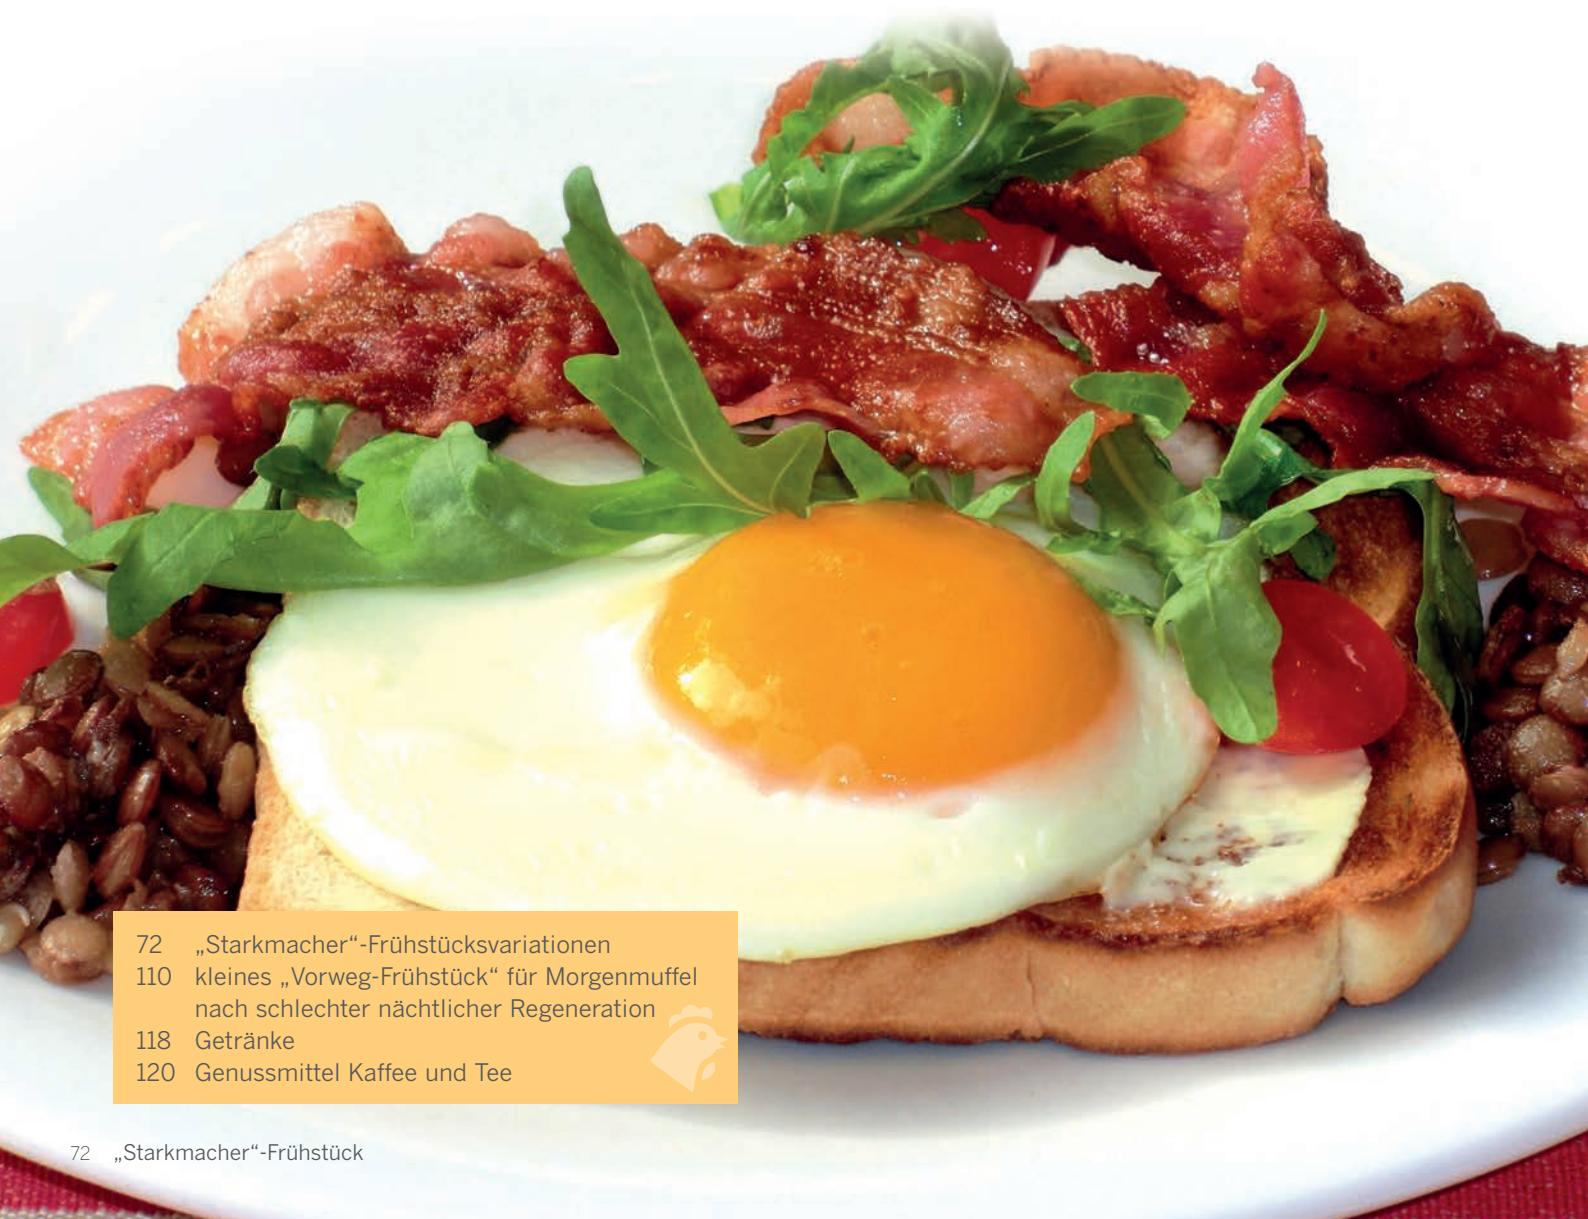 72 „Starkmacher“-Frühstücksvariationen
110 kleines „Vorweg-Frühstück“ für Morgenmuffel
nach schlechter nächtlicher Regeneration
118 Getränke
120 Genussmittel Kaffee und Tee
72 „Starkmacher“-Frühstück